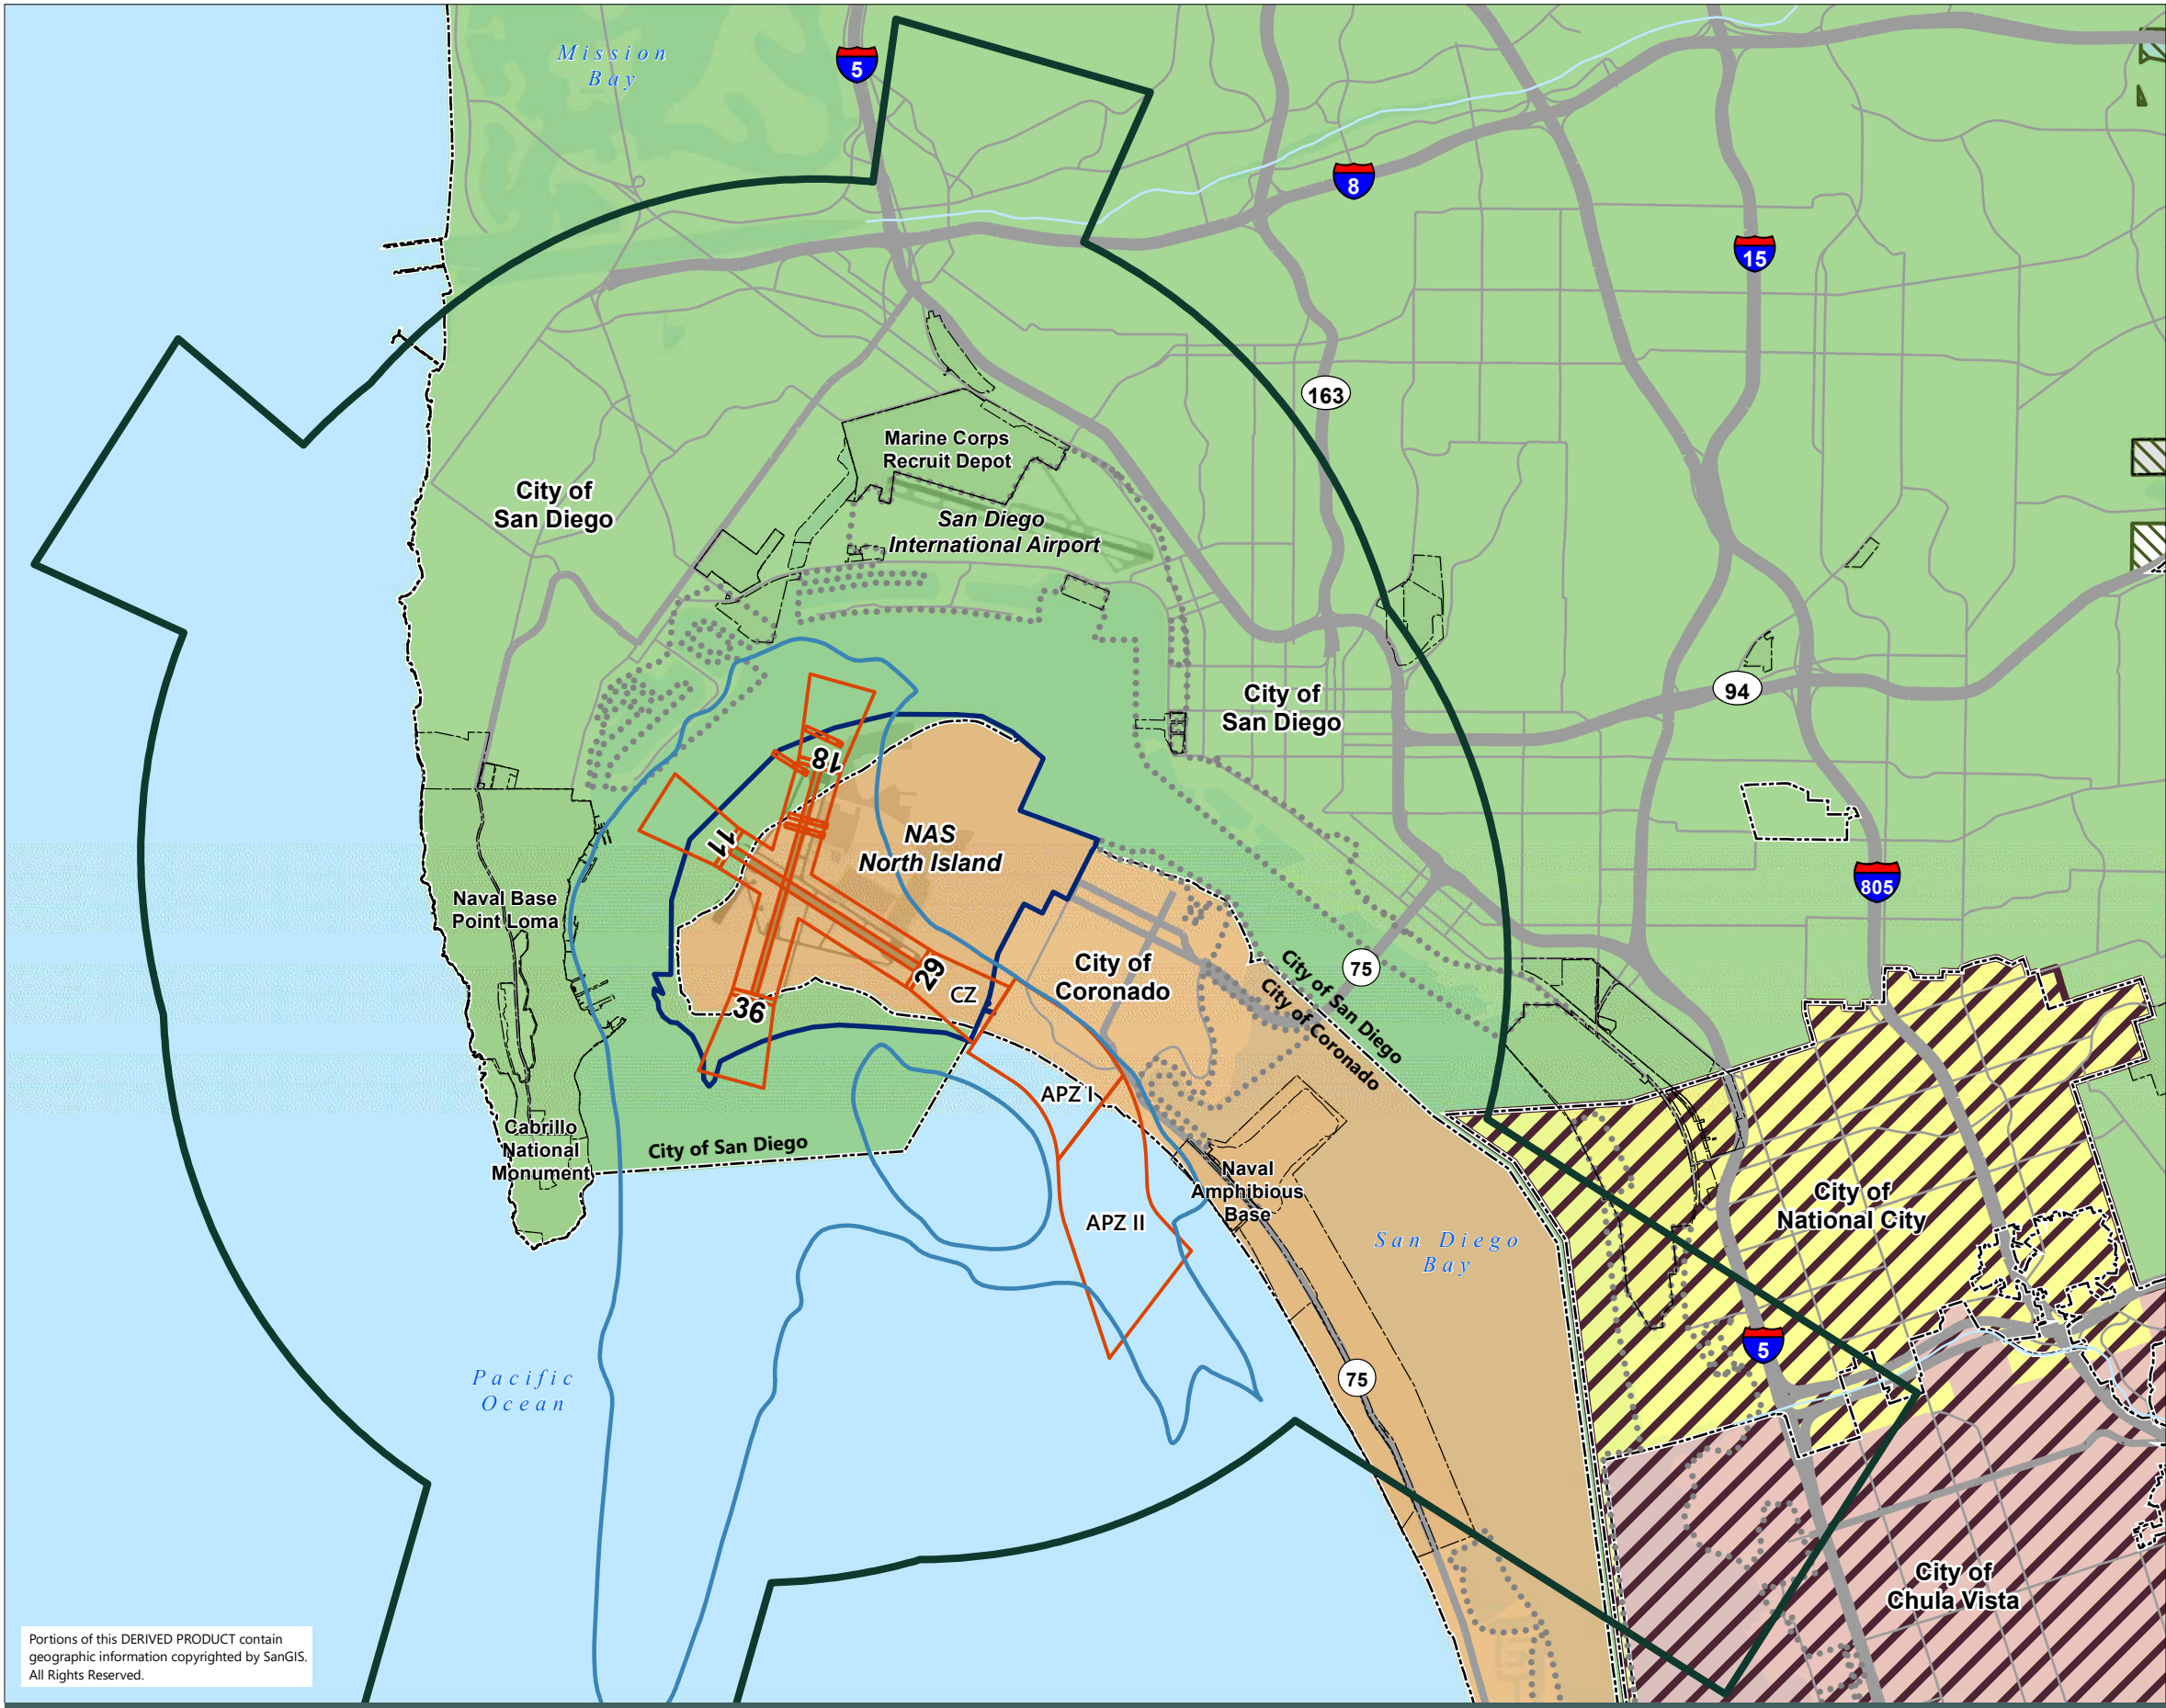 Mission
Bay
5
8
15
163
Marine Corps
Recruit Depot
City of
San Diego
San Diego
International Airport
City of
San Diego
94
18
11
NAS
North Island
805
Naval Base
Point Loma
29
CZ
36
City of
Coronado
75
City of San Diego
City of Coronado
APZ I
Cabrillo
National
Monument
City of San Diego
Naval
Amphibious
Base
APZ II
San Diego
Bay
City of
National City
5
75
Pacific
Ocean
City of
Chula Vista
Portions of this DERIVED PRODUCT contain
geographic information copyrighted by SanGIS.
All Rights Reserved.